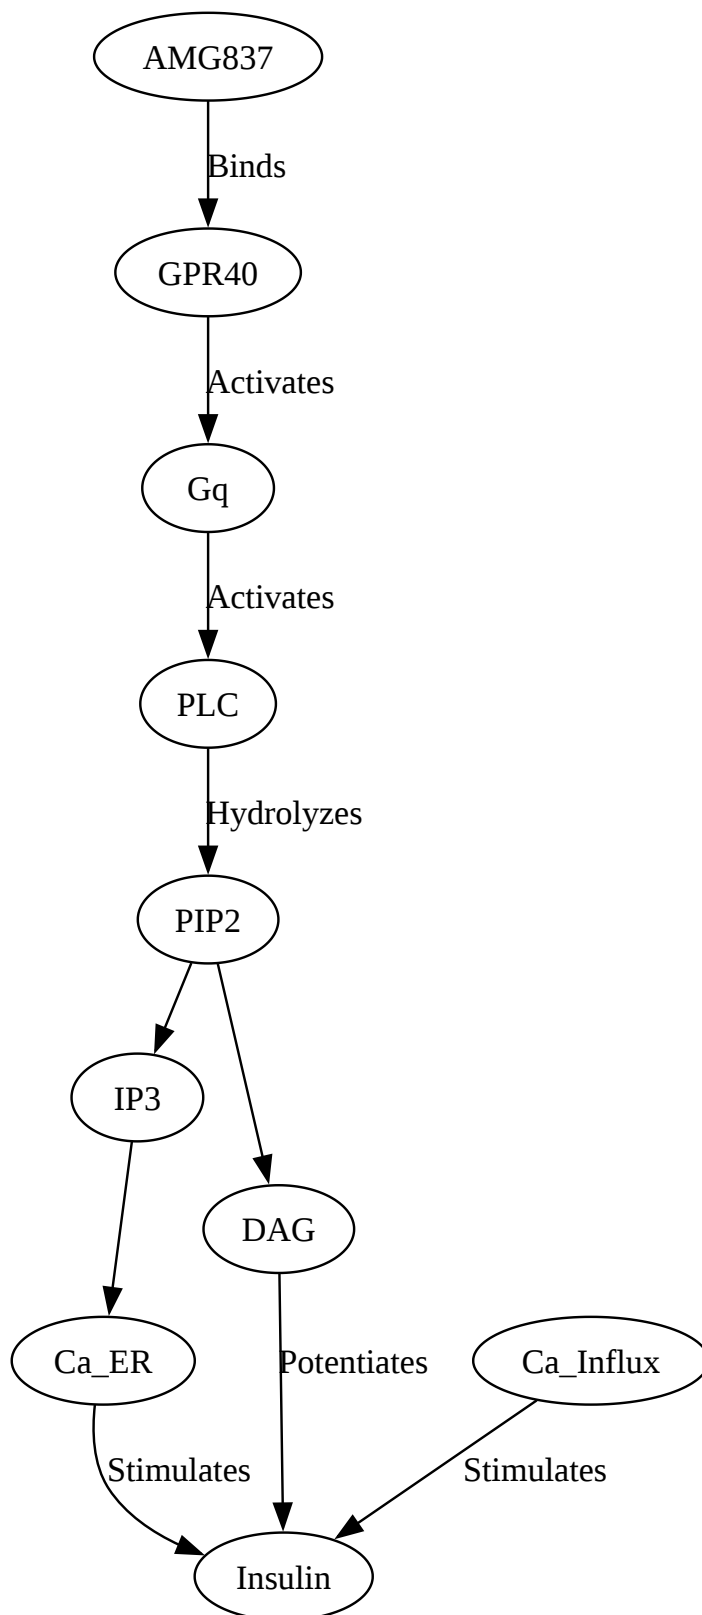 AMG837
Binds
GPR40
Activates
Gq
Activates
PLC
Hydrolyzes
PIP2
IP3
DAG
Ca_ER
Potentiates
Ca_Influx
Stimulates
Stimulates
Insulin